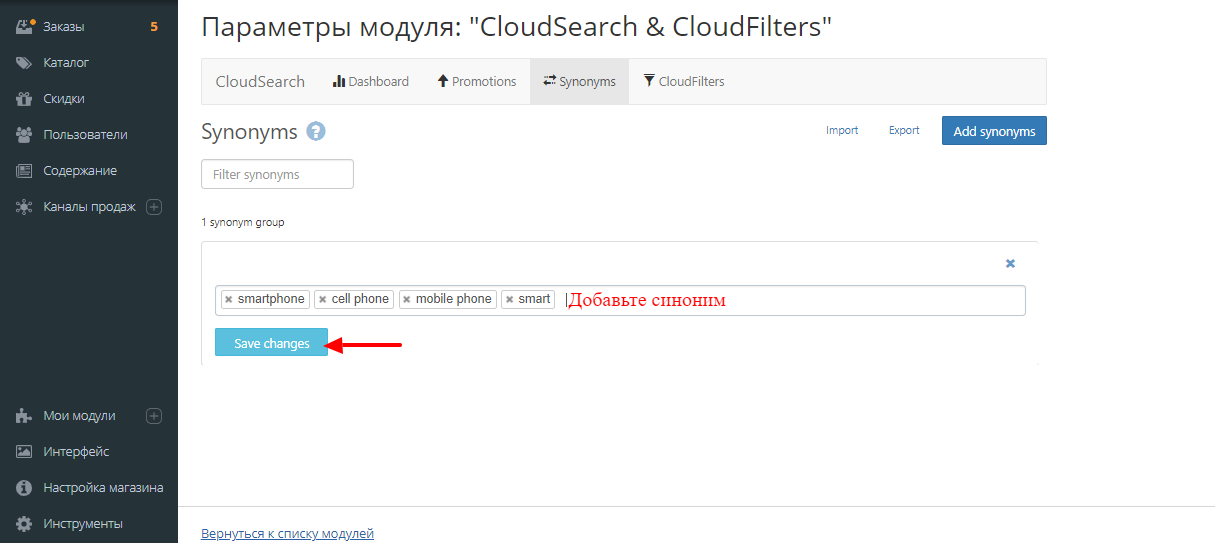 Заказы 5
Каталог
Скидки
Пользователи
Содержание
Каналы продаж
Мои модули
Интерфейс
Настройка магазина
Инструменты
Параметры модуля: "CloudSearch & CloudFilters"
CloudSearch Dashboard Promotions Synonyms CloudFilters
Synonyms ? Import Export Add synonyms
Filter synonyms
1 synonym group
smartphone cell phone mobile phone smart Добавьте синоним
Save changes
Вернуться к списку модулей